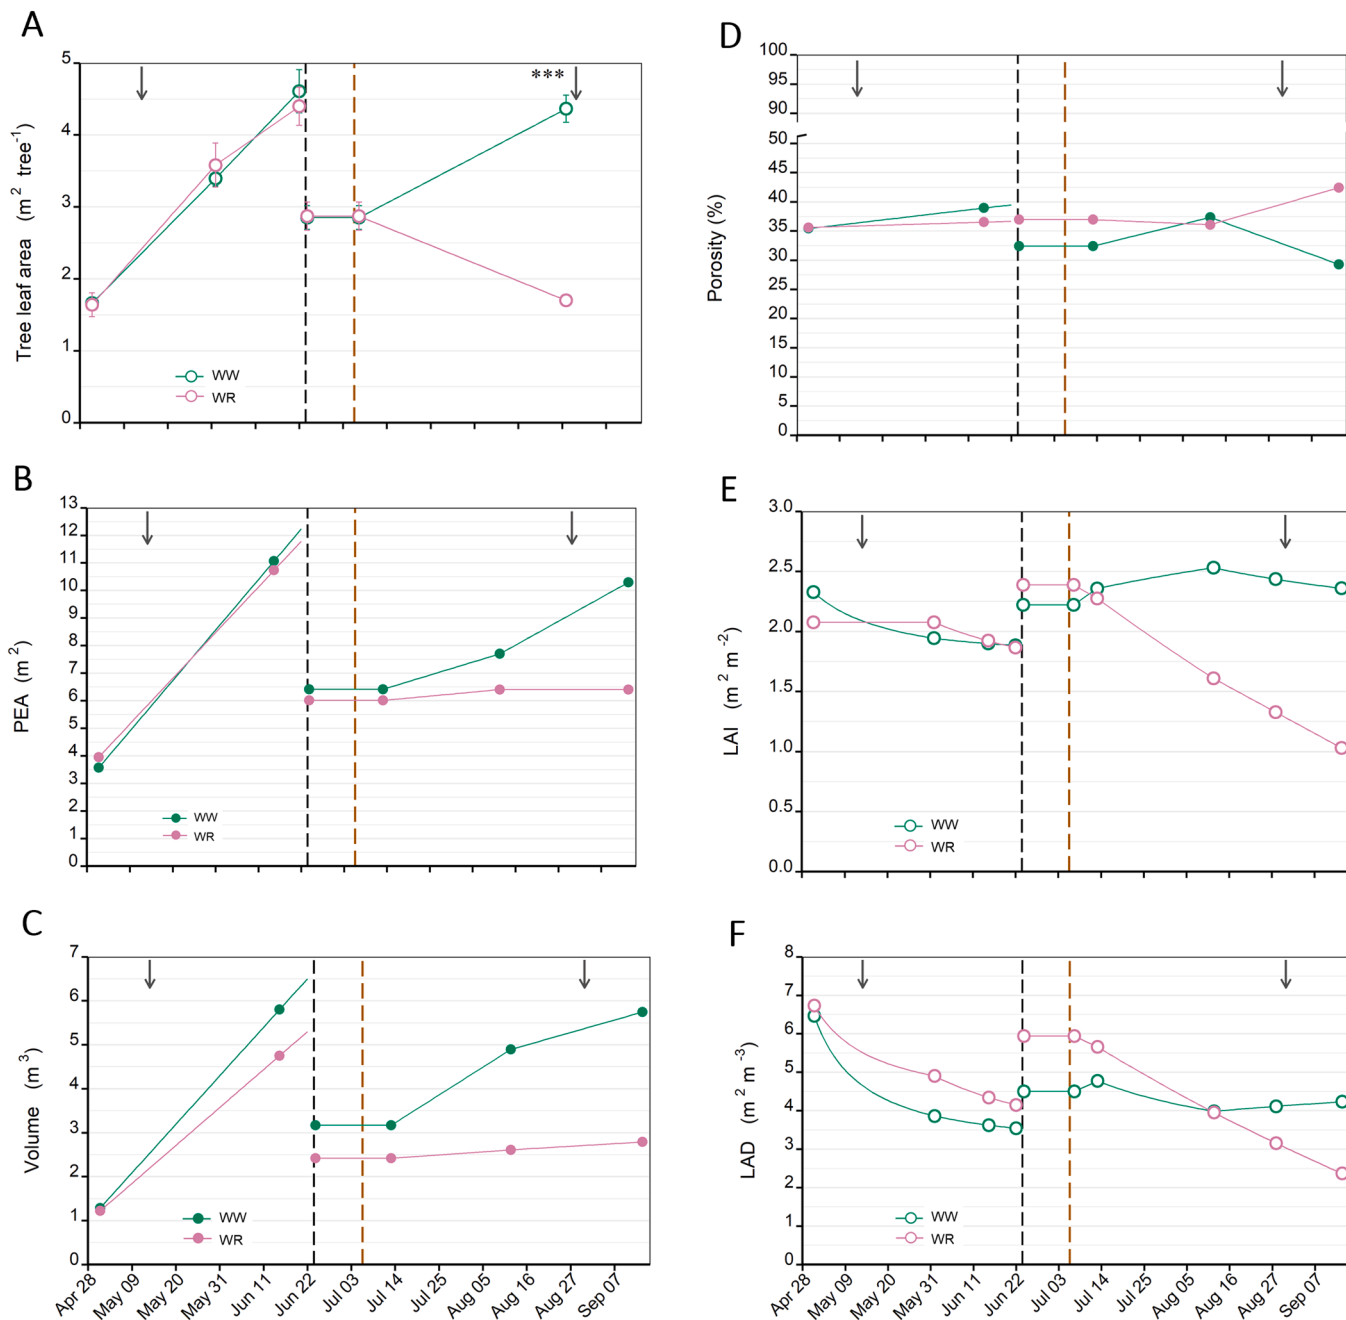 A
5
4
3
2
1
0
Tree leaf area (m² tree⁻¹)
***
WW
WR
B
13
12
11
10
9
8
7
6
5
4
3
2
1
0
PEA (m²)
WW
WR
C
7
6
5
4
3
2
1
0
Volume (m³)
WW
WR
Apr 28
May 09
May 20
May 31
Jun 11
Jun 22
Jul 03
Jul 14
Jul 25
Aug 05
Aug 16
Aug 27
Sep 07
D
100
95
90
50
45
40
35
30
25
20
15
10
5
0
Porosity (%)
E
3.0
2.5
2.0
1.5
1.0
0.5
0.0
LAI (m² m⁻²)
WW
WR
F
8
7
6
5
4
3
2
1
0
LAD (m² m⁻³)
WW
WR
Apr 28
May 09
May 20
May 31
Jun 11
Jun 22
Jul 03
Jul 14
Jul 25
Aug 05
Aug 16
Aug 27
Sep 07